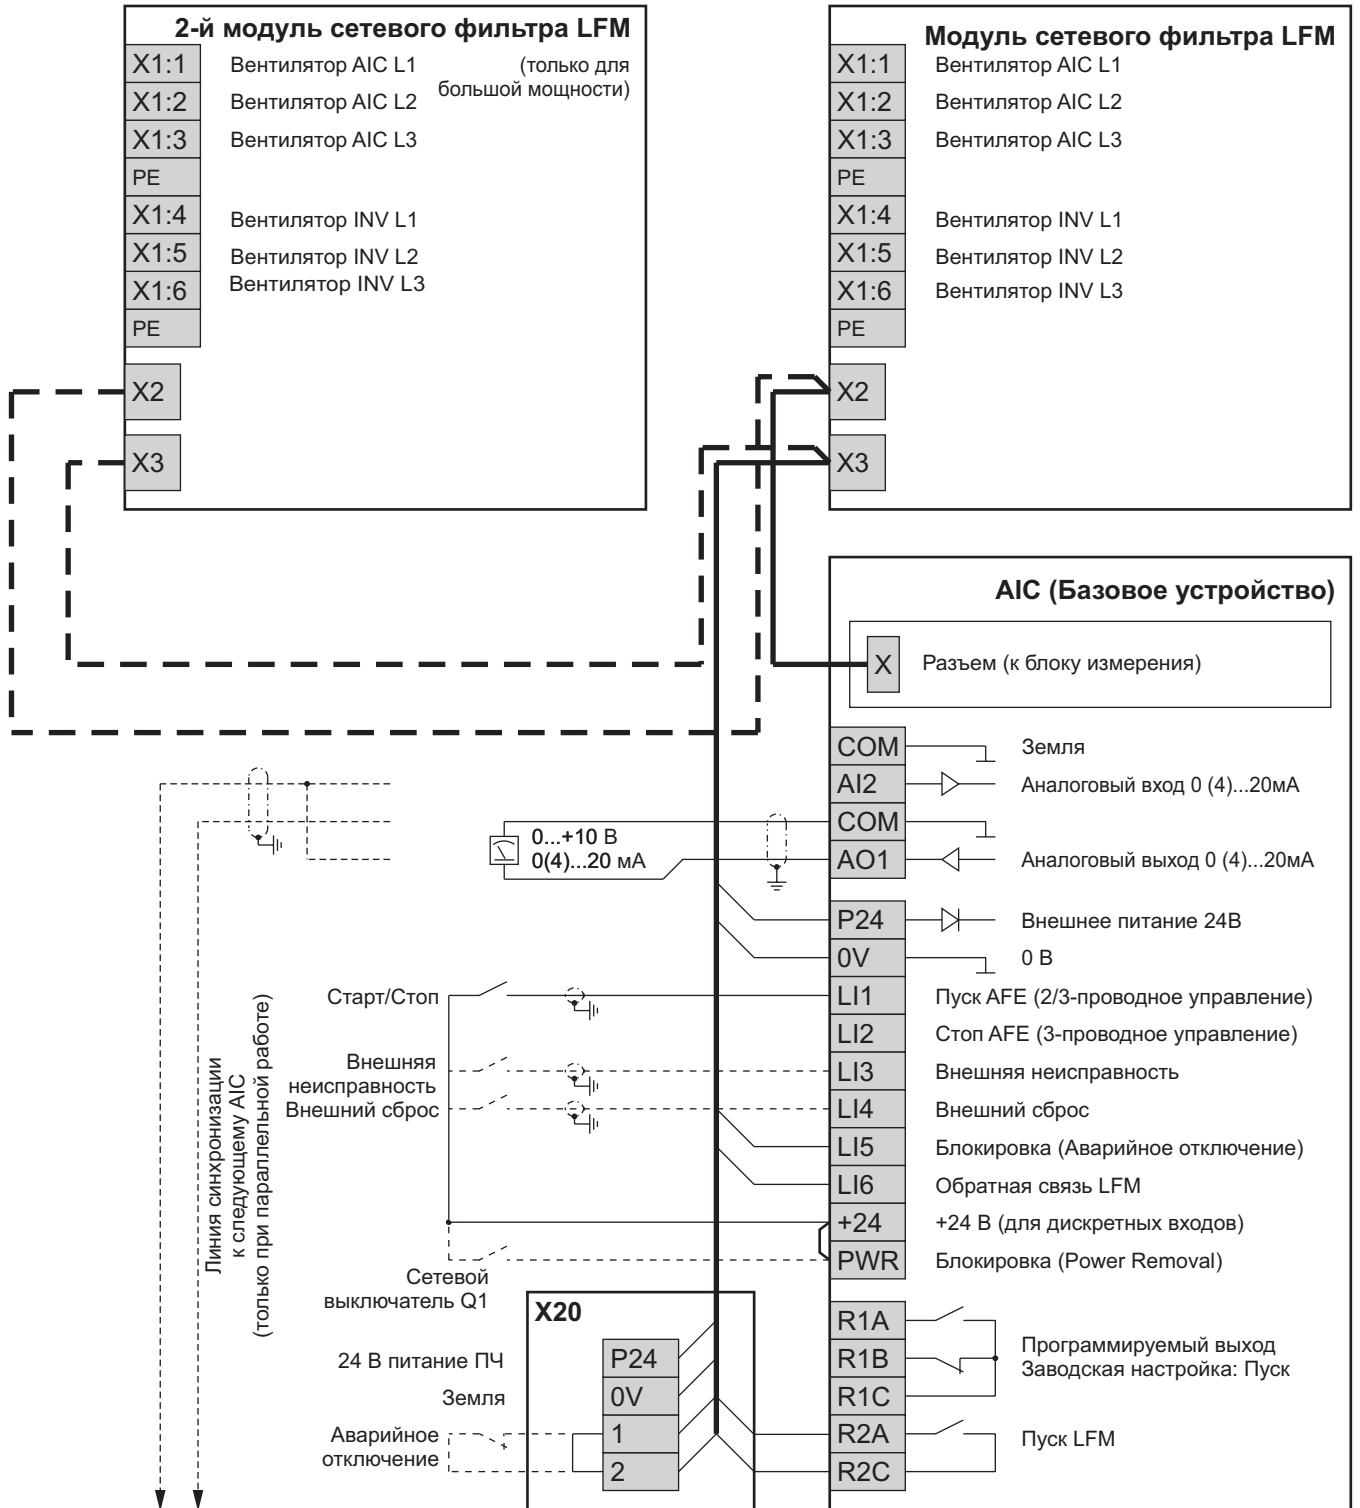 2-й модуль сетевого фильтра LFM
X1:1 Вентилятор AIC L1 (только для
большой мощности)
X1:2 Вентилятор AIC L2
X1:3 Вентилятор AIC L3
PE
X1:4 Вентилятор INV L1
X1:5 Вентилятор INV L2
X1:6 Вентилятор INV L3
PE
X2
X3
Модуль сетевого фильтра LFM
X1:1 Вентилятор AIC L1
X1:2 Вентилятор AIC L2
X1:3 Вентилятор AIC L3
PE
X1:4 Вентилятор INV L1
X1:5 Вентилятор INV L2
X1:6 Вентилятор INV L3
PE
X2
X3
AIC (Базовое устройство)
X Разъем (к блоку измерения)
COM Земля
AI2 Аналоговый вход 0 (4)...20мА
COM
0...+10 В
0(4)...20 мА
AO1 Аналоговый выход 0 (4)...20мА
P24 Внешнее питание 24В
0V 0 В
Старт/Стоп LI1 Пуск AFE (2/3-проводное управление)
LI2 Стоп AFE (3-проводное управление)
Внешняя
неисправность
LI3 Внешняя неисправность
Внешний сброс LI4 Внешний сброс
LI5 Блокировка (Аварийное отключение)
LI6 Обратная связь LFM
+24 +24 В (для дискретных входов)
PWR Блокировка (Power Removal)
Сетевой
выключатель Q1
Линия синхронизации
к следующему AIC
(только при параллельной работе)
X20
24 В питание ПЧ P24
Земля 0V
Аварийное
отключение
1
2
R1A
R1B
R1C
Программируемый выход
Заводская настройка: Пуск
R2A Пуск LFM
R2C